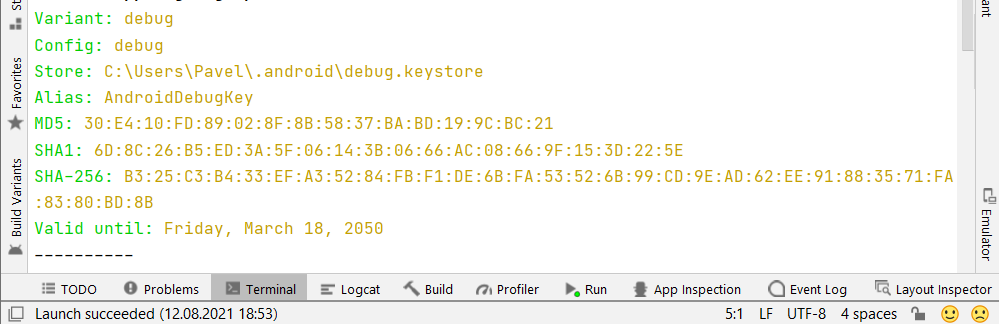 Variant: debug
Config: debug
Store: C:\Users\Pavel\.android\debug.keystore
Alias: AndroidDebugKey
MD5: 30:E4:10:FD:89:02:8F:8B:58:37:BA:BD:19:9C:BC:21
SHA1: 6D:8C:26:B5:ED:3A:5F:06:14:3B:06:66:AC:08:66:9F:15:3D:22:5E
SHA-256: B3:25:C3:B4:33:EF:A3:52:84:FB:F1:DE:6B:FA:53:52:6B:99:CD:9E:AD:62:EE:91:88:35:71:FA
:83:80:BD:8B
Valid until: Friday, March 18, 2050
----------
Favorites
Build Variants
Emulator
TODO Problems Terminal Logcat Build Profiler Run App Inspection Event Log Layout Inspector
Launch succeeded (12.08.2021 18:53) 5:1 LF UTF-8 4 spaces